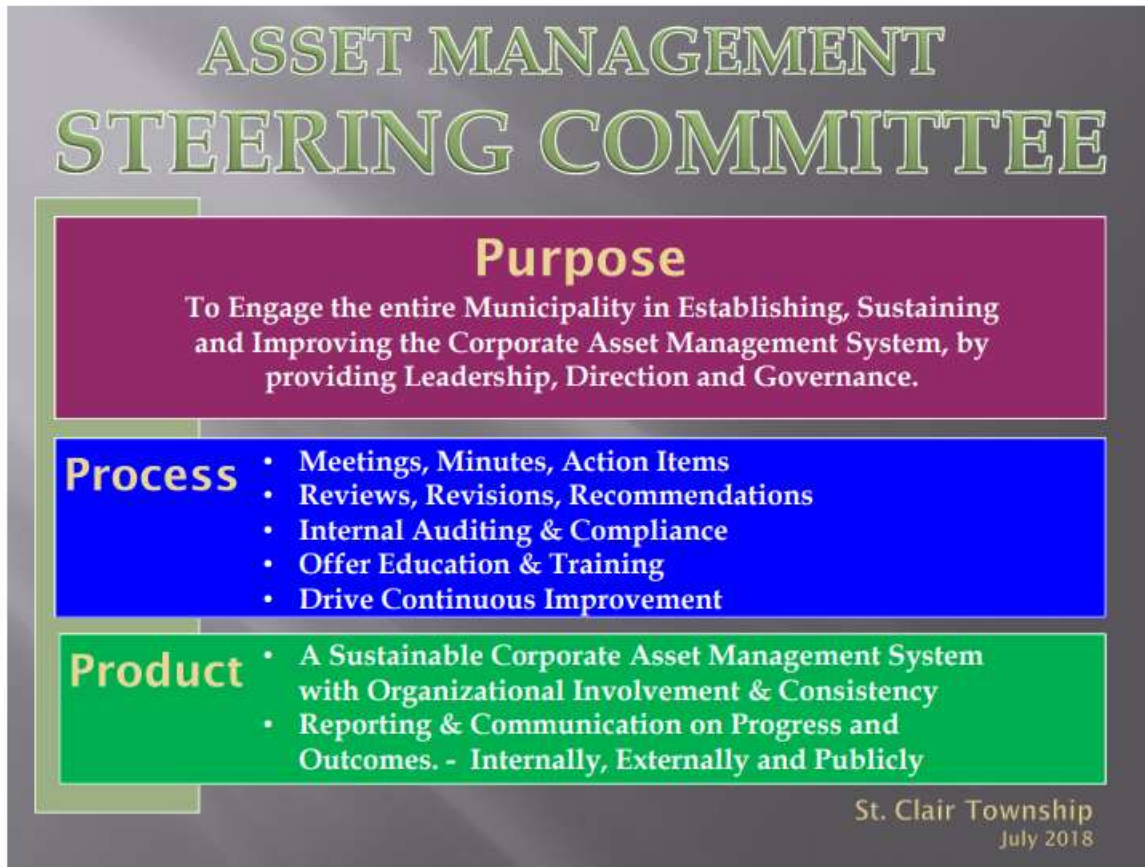 ASSET MANAGEMENT
STEERING COMMITTEE
Purpose
To Engage the entire Municipality in Establishing, Sustaining
and Improving the Corporate Asset Management System, by
providing Leadership, Direction and Governance.
Process
• Meetings, Minutes, Action Items
• Reviews, Revisions, Recommendations
• Internal Auditing & Compliance
• Offer Education & Training
• Drive Continuous Improvement
Product
• A Sustainable Corporate Asset Management System
with Organizational Involvement & Consistency
• Reporting & Communication on Progress and
Outcomes. - Internally, Externally and Publicly
St. Clair Township
July 2018